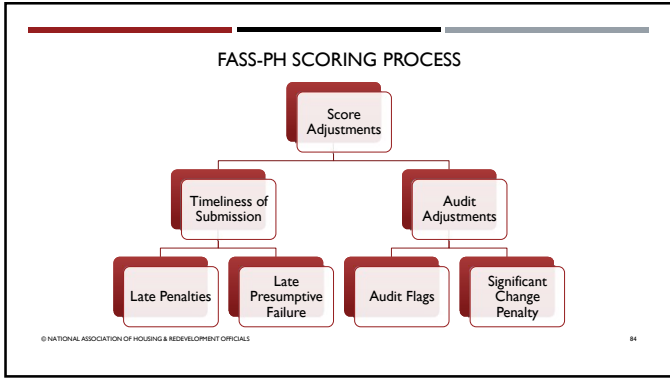 FASS-PH SCORING PROCESS
Score
Adjustments
Timeliness of
Submission
Audit
Adjustments
Late Penalties
Late
Presumptive
Failure
Audit Flags
Significant
Change
Penalty
© NATIONAL ASSOCIATION OF HOUSING & REDEVELOPMENT OFFICIALS
84